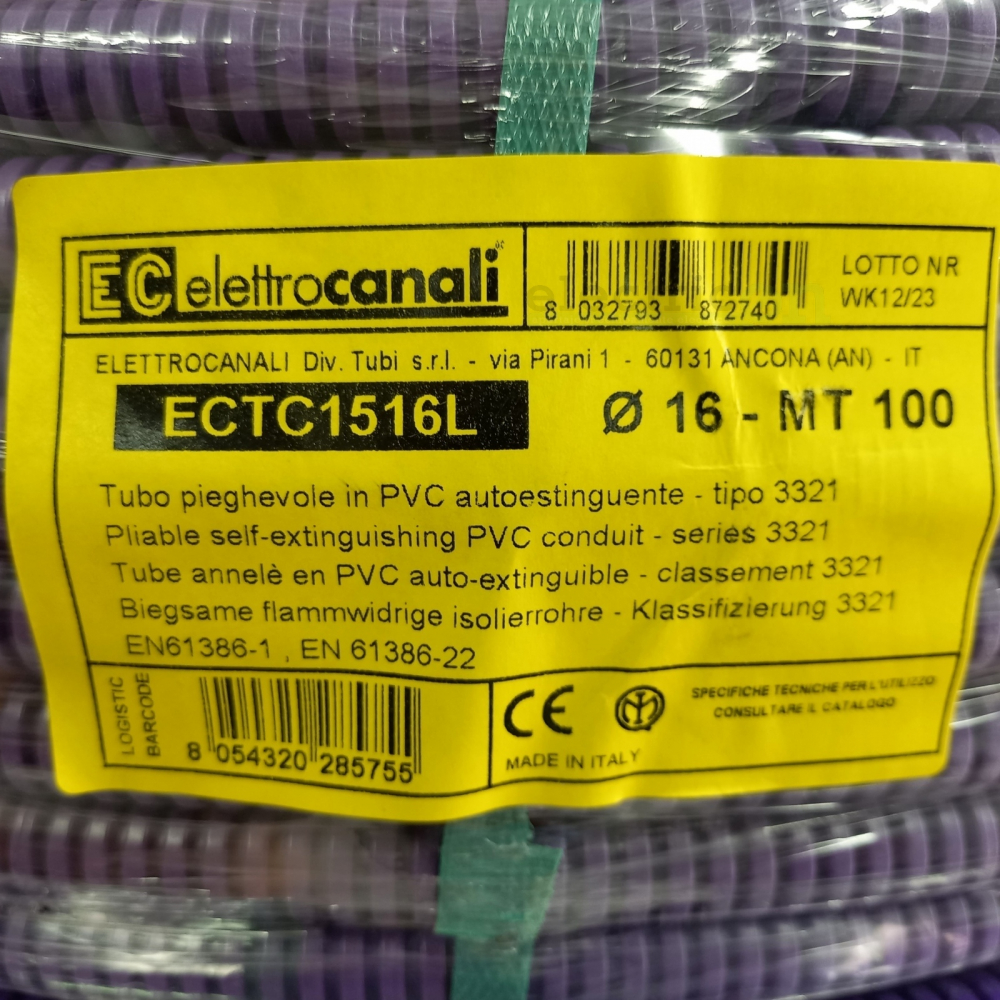 EC elettrocanali
8 032793 872740
LOTTO NR
WK12/23
ELETTROCANALI Div. Tubi s.r.l. - via Pirani 1 - 60131 ANCONA (AN) - IT
ECTC1516L Ø 16 - MT 100
Tubo pieghevole in PVC autoestinguente - tipo 3321
Pliable self-extinguishing PVC conduit - series 3321
Tube annelè en PVC auto-extinguible - classement 3321
Biegsame flammwidrige isolierrohre - Klassifizierung 3321
EN61386-1 , EN 61386-22
LOGISTIC
BARCODE
8 054320 285755
CE
SPECIFICHE TECNICHE PER L'UTILIZZO
CONSULTARE IL CATALOGO
MADE IN ITALY